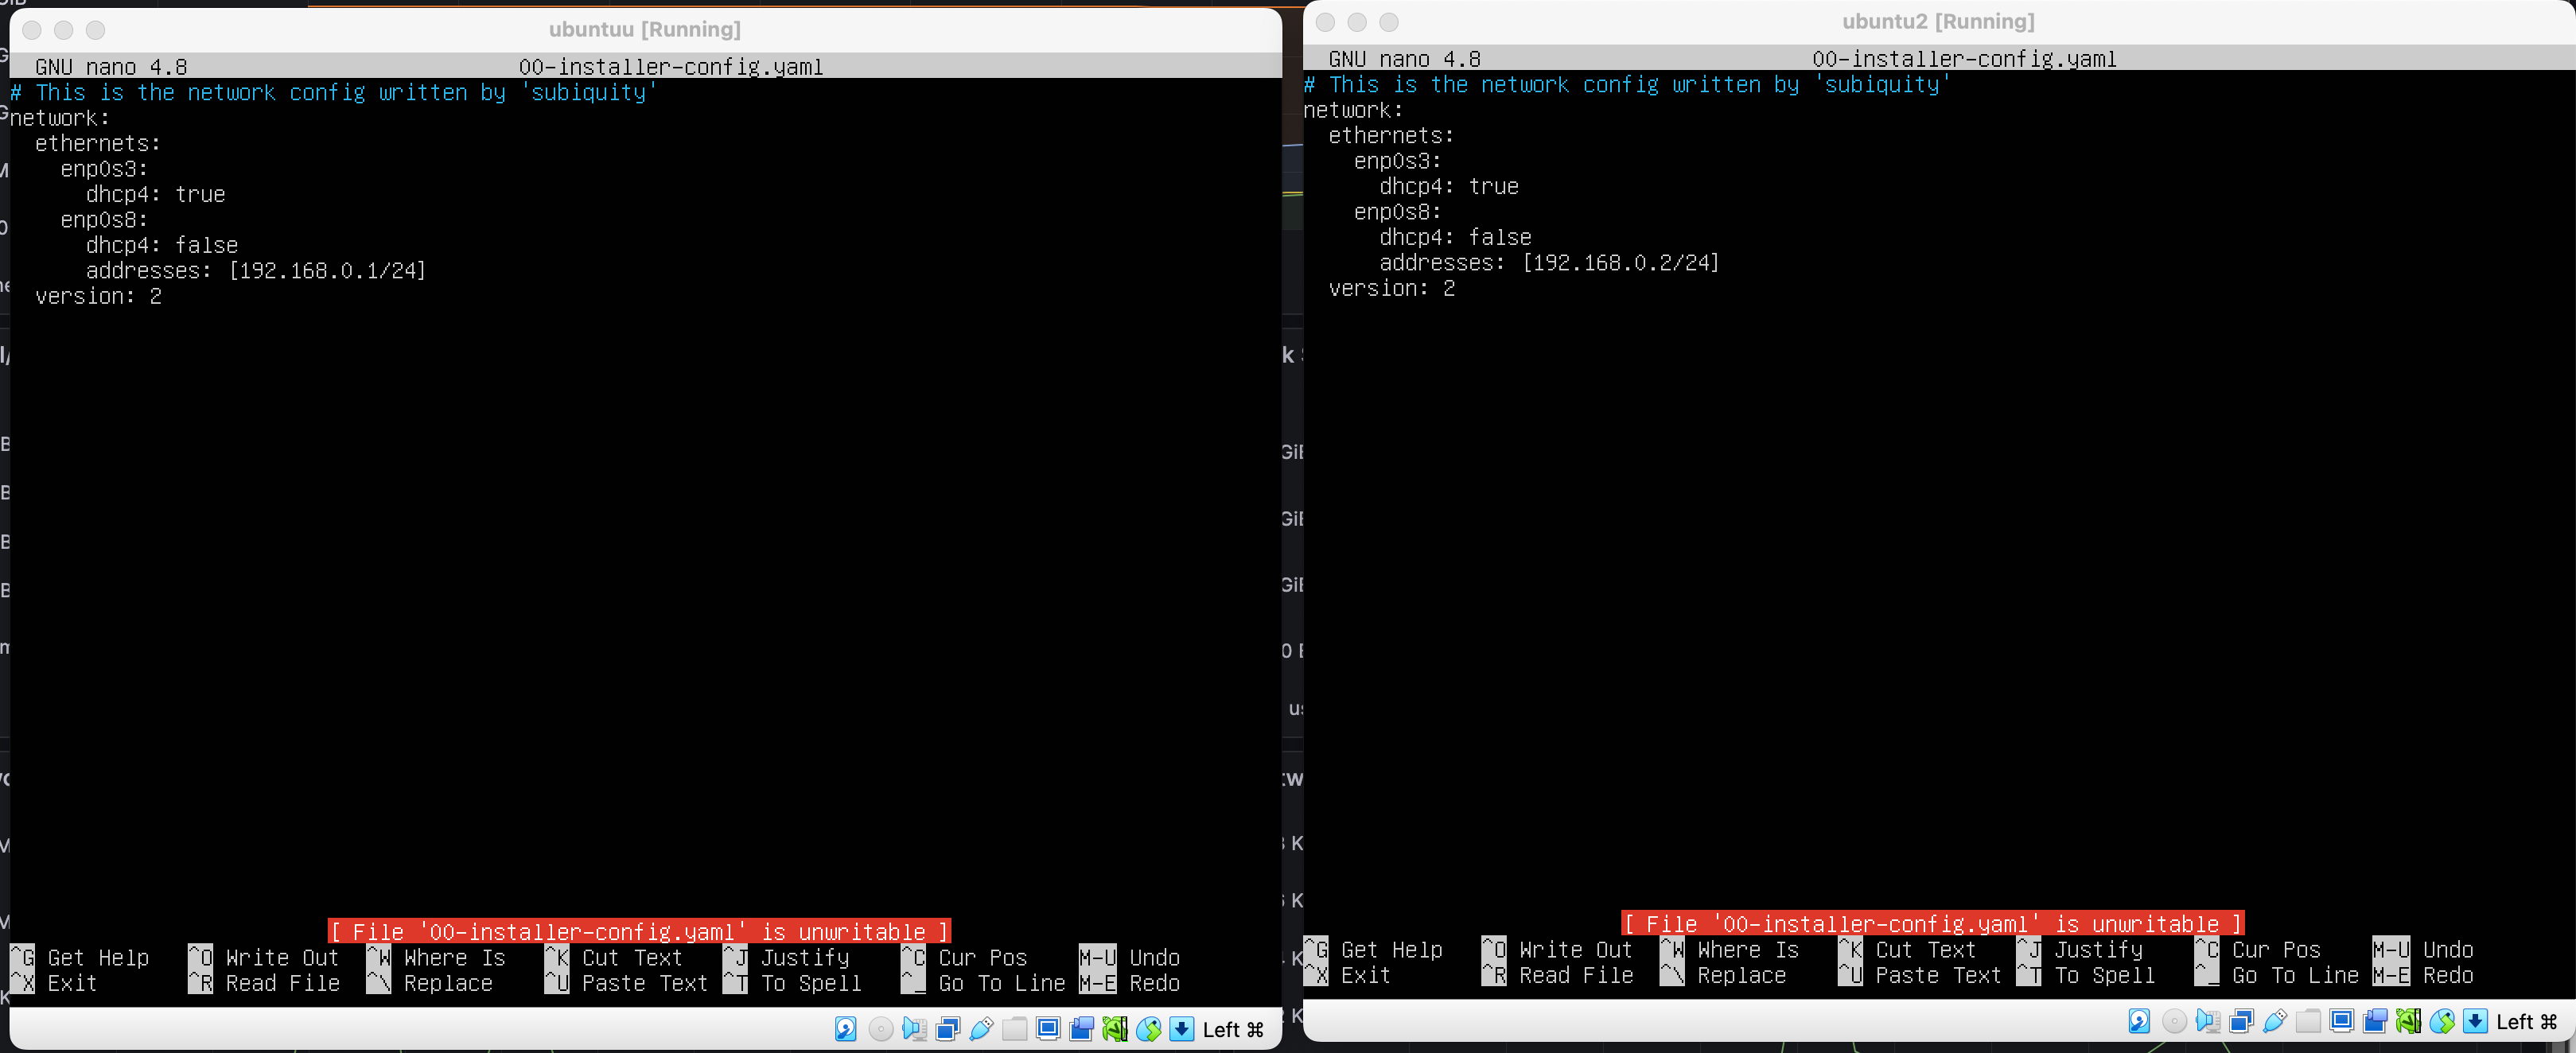 ubuntuu [Running]
GNU nano 4.8 00-installer-config.yaml
# This is the network config written by 'subiquity'
network:
  ethernets:
    enp0s3:
      dhcp4: true
    enp0s8:
      dhcp4: false
      addresses: [192.168.0.1/24]
  version: 2
[ File '00-installer-config.yaml' is unwritable ]
^G Get Help ^O Write Out ^W Where Is ^K Cut Text ^J Justify ^C Cur Pos M-U Undo
^X Exit ^R Read File ^\ Replace ^U Paste Text ^T To Spell ^_ Go To Line M-E Redo
Left ⌘
ubuntu2 [Running]
GNU nano 4.8 00-installer-config.yaml
# This is the network config written by 'subiquity'
network:
  ethernets:
    enp0s3:
      dhcp4: true
    enp0s8:
      dhcp4: false
      addresses: [192.168.0.2/24]
  version: 2
[ File '00-installer-config.yaml' is unwritable ]
^G Get Help ^O Write Out ^W Where Is ^K Cut Text ^J Justify ^C Cur Pos M-U Undo
^X Exit ^R Read File ^\ Replace ^U Paste Text ^T To Spell ^_ Go To Line M-E Redo
Left ⌘